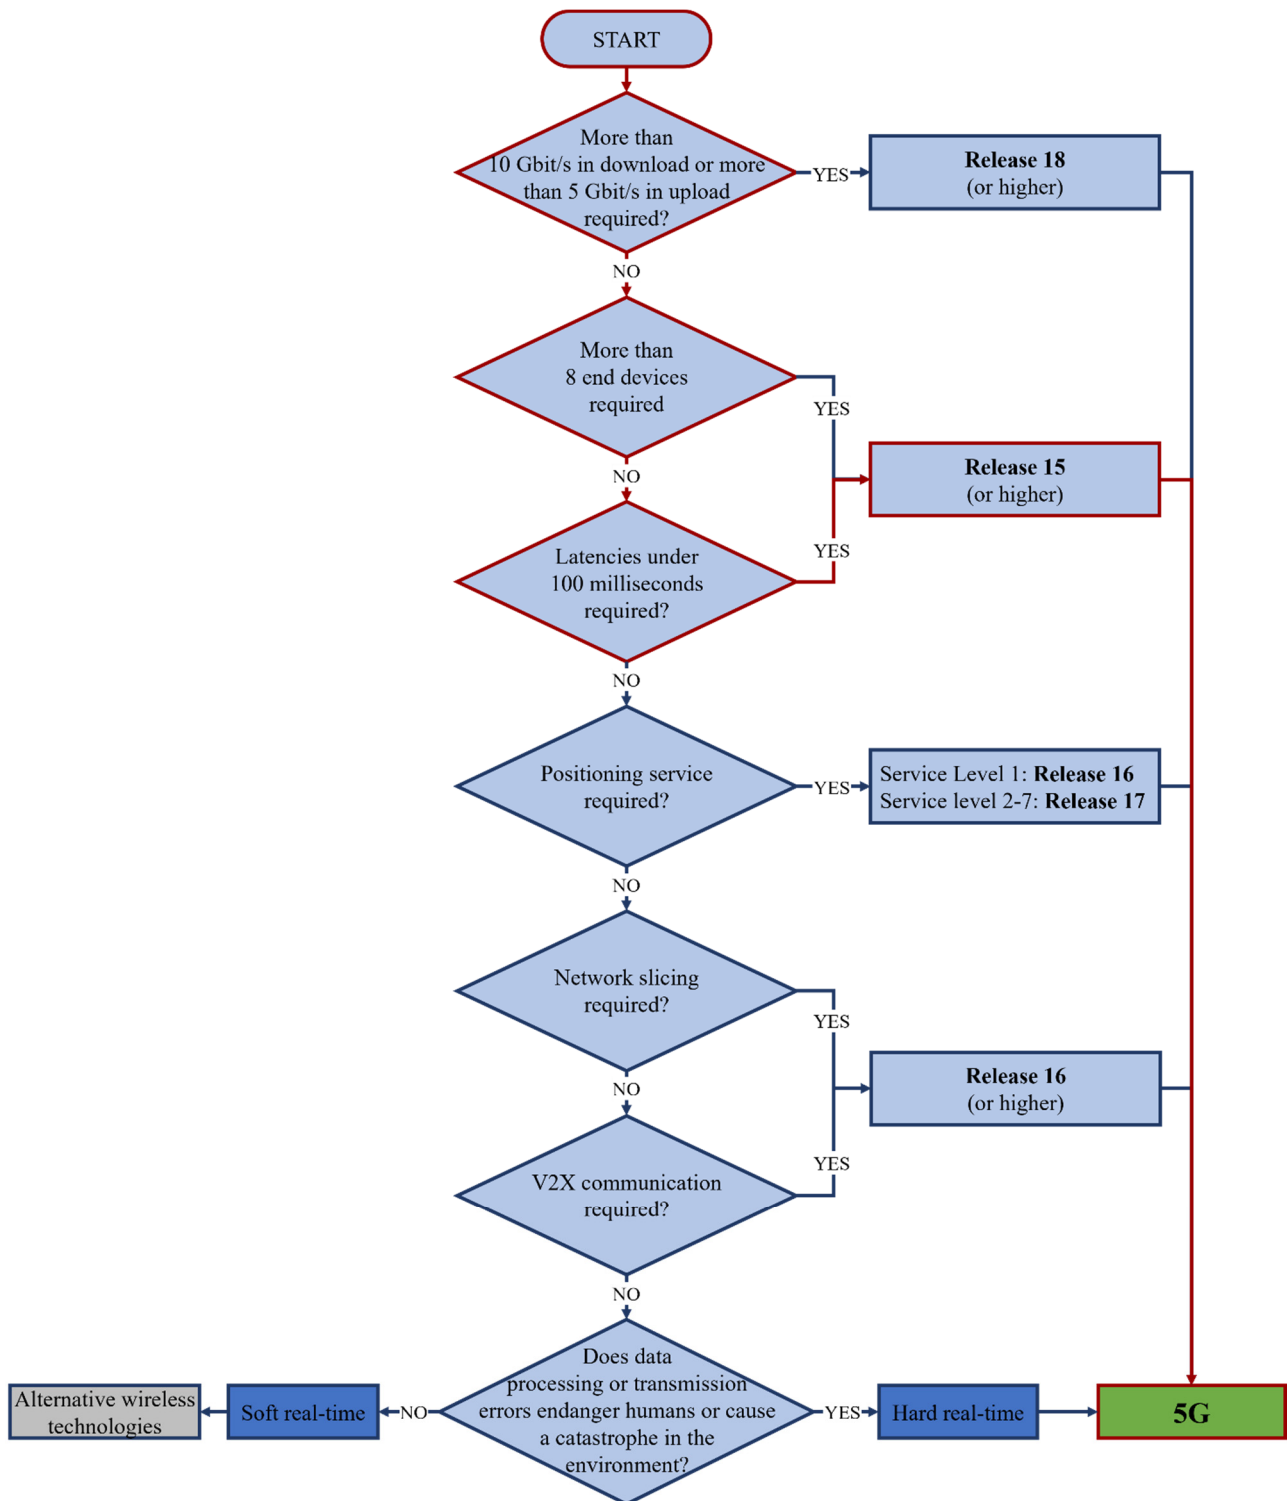 START
More than
10 Gbit/s in download or more
than 5 Gbit/s in upload
required?
YES
Release 18
(or higher)
NO
More than
8 end devices
required
YES
NO
Release 15
(or higher)
Latencies under
100 milliseconds
required?
YES
NO
Positioning service
required?
YES
Service Level 1: Release 16
Service level 2-7: Release 17
NO
Network slicing
required?
YES
NO
Release 16
(or higher)
V2X communication
required?
YES
NO
Does data
processing or transmission
errors endanger humans or cause
a catastrophe in the
environment?
NO
Soft real-time
Alternative wireless
technologies
YES
Hard real-time
5G